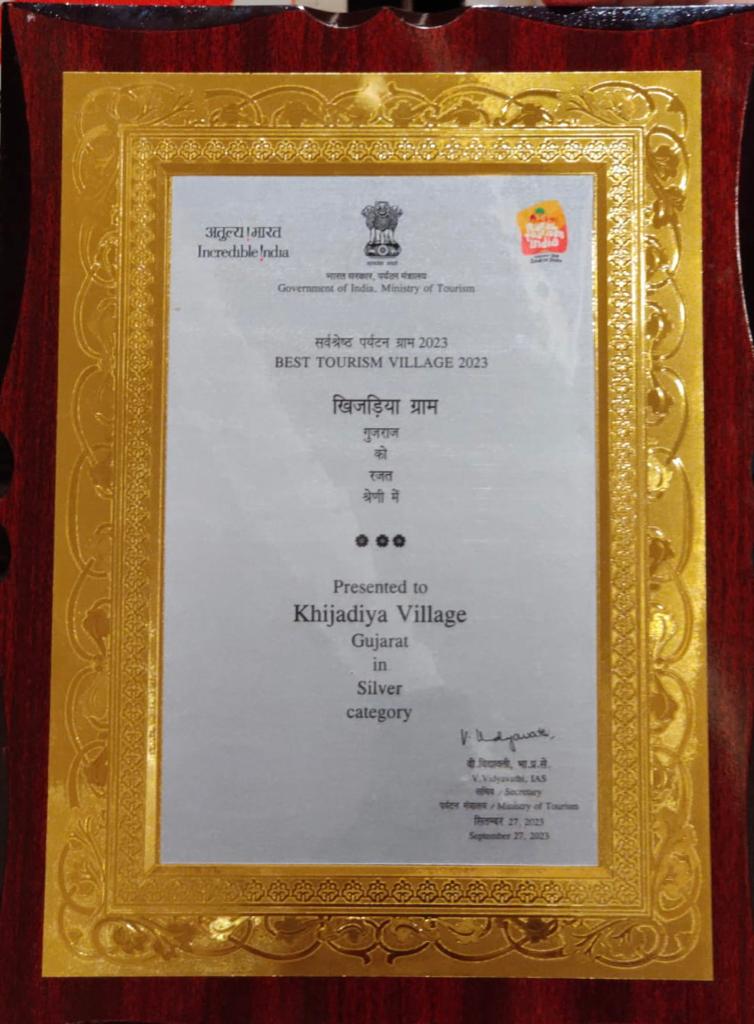 अतुल्य!भारत
Incredible!ndia
भारत सरकार, पर्यटन मंत्रालय
Government of India, Ministry of Tourism
सर्वश्रेष्ठ पर्यटन ग्राम 2023
BEST TOURISM VILLAGE 2023
खिजड़िया ग्राम
गुजराज
को
रजत
श्रेणी में
Presented to
Khijadiya Village
Gujarat
in
Silver
category
वी.विद्यावती, भा.प्र.से.
V.Vidyavathi, IAS
सचिव / Secretary
पर्यटन मंत्रालय / Ministry of Tourism
सितम्बर 27, 2023
September 27, 2023